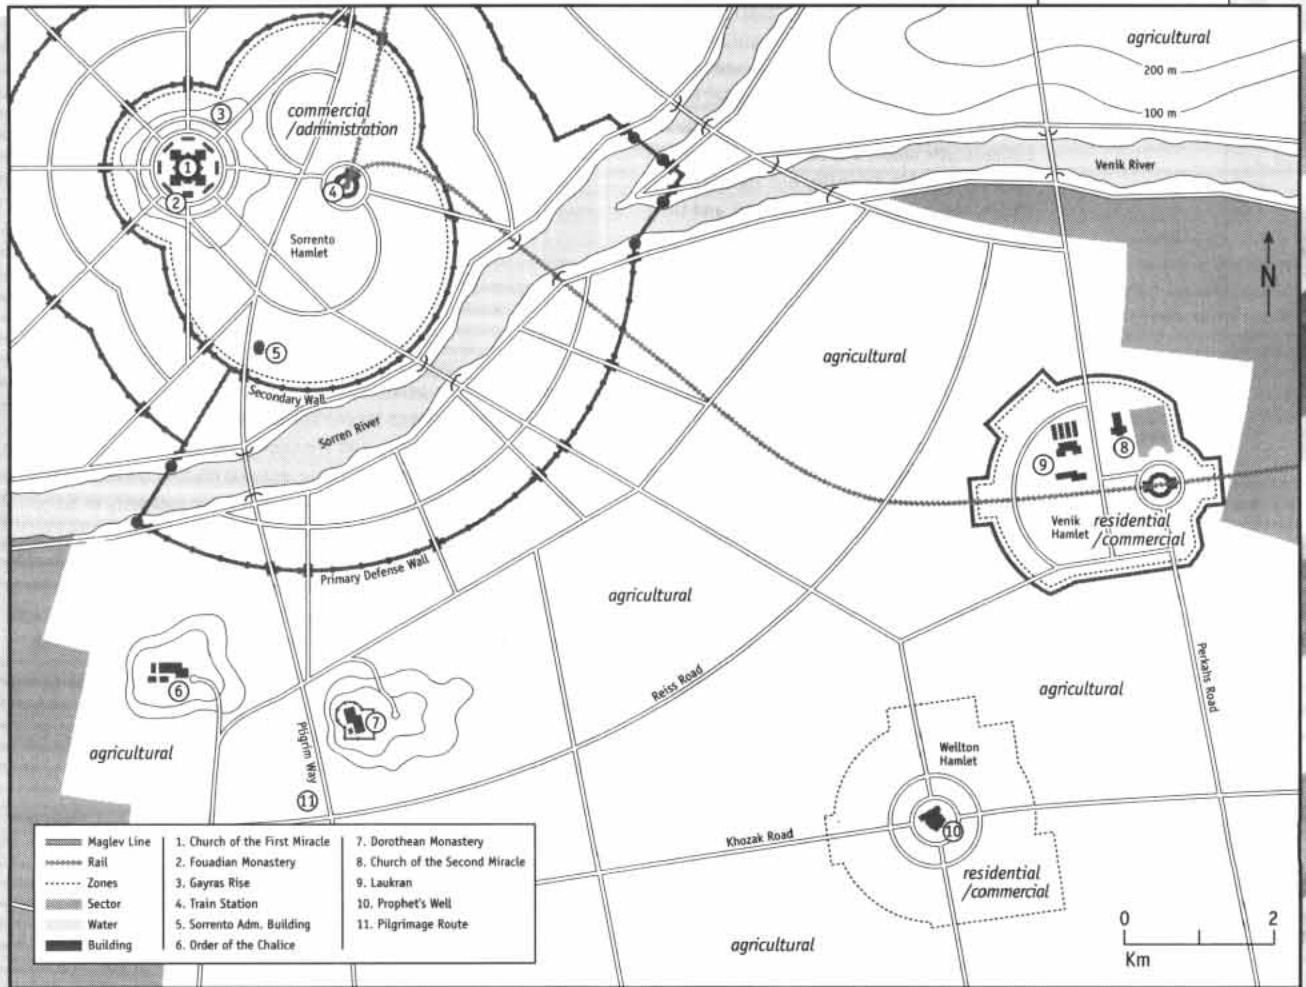 agricultural
200 m
100 m
Venik River
commercial
/administration
3
1
2
4
Sorrento
Hamlet
5
Secondary Wall
Sorren River
N
agricultural
8
9
Venik
Hamlet
residential
/commercial
Primary Defense Wall
agricultural
6
7
Reiss Road
Perkahs Road
agricultural
agricultural
Pilgrim Way
11
Wellton
Hamlet
Khozak Road
10
residential
/commercial
agricultural
0 2
Km
Maglev Line
Rail
Zones
Sector
Water
Building
1. Church of the First Miracle
2. Fouadian Monastery
3. Gayras Rise
4. Train Station
5. Sorrento Adm. Building
6. Order of the Chalice
7. Dorothean Monastery
8. Church of the Second Miracle
9. Laukran
10. Prophet's Well
11. Pilgrimage Route